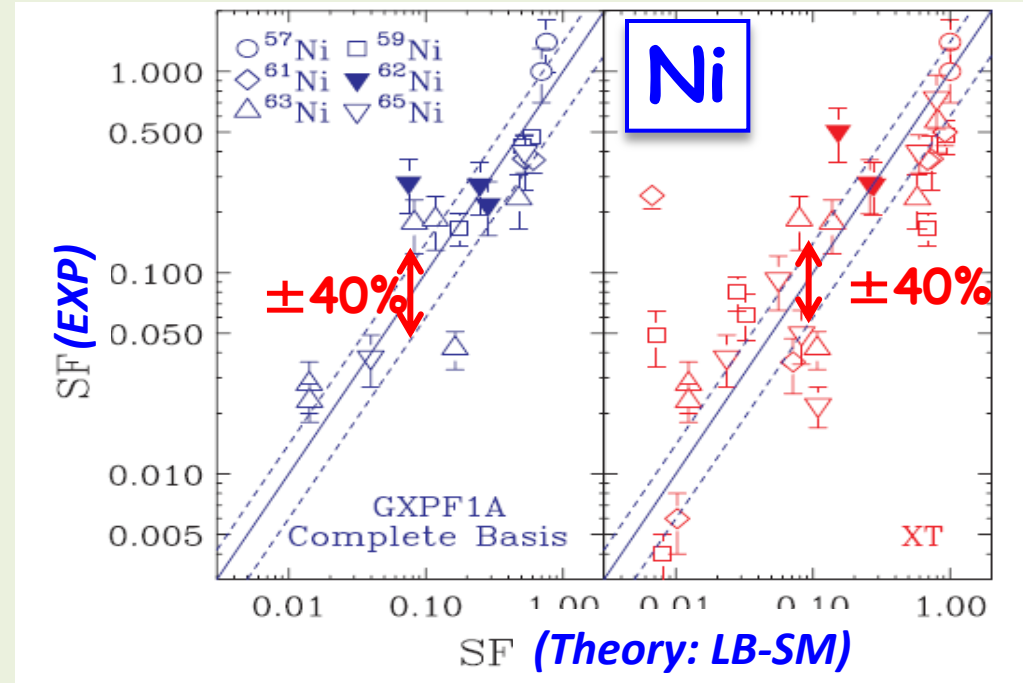 ⁵⁷Ni ⁵⁹Ni
⁶¹Ni ⁶²Ni
⁶³Ni ⁶⁵Ni
Ni
1.000
0.500
0.100
0.050
0.010
0.005
SF (EXP)
±40%
±40%
GXPF1A
Complete Basis
XT
0.01 0.10 1.00 0.01 0.10 1.00
SF (Theory: LB-SM)